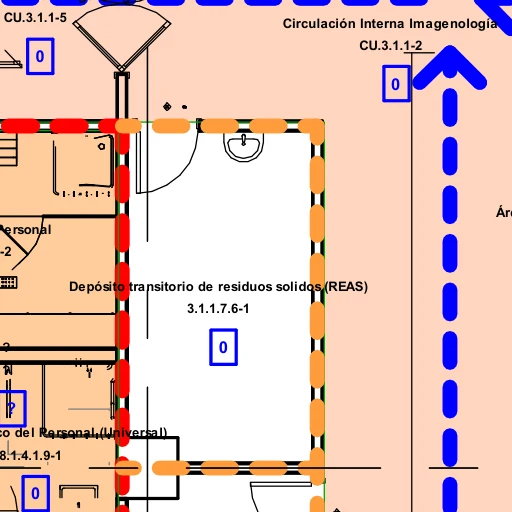 CU.3.1.1-5
0
Circulación Interna Imagenología
CU.3.1.1-2
0
Personal
-2
Depósito transitorio de residuos solidos (REAS)
3.1.1.7.6-1
0
?
?
co del Personal (Universal)
8.1.4.1.9-1
0